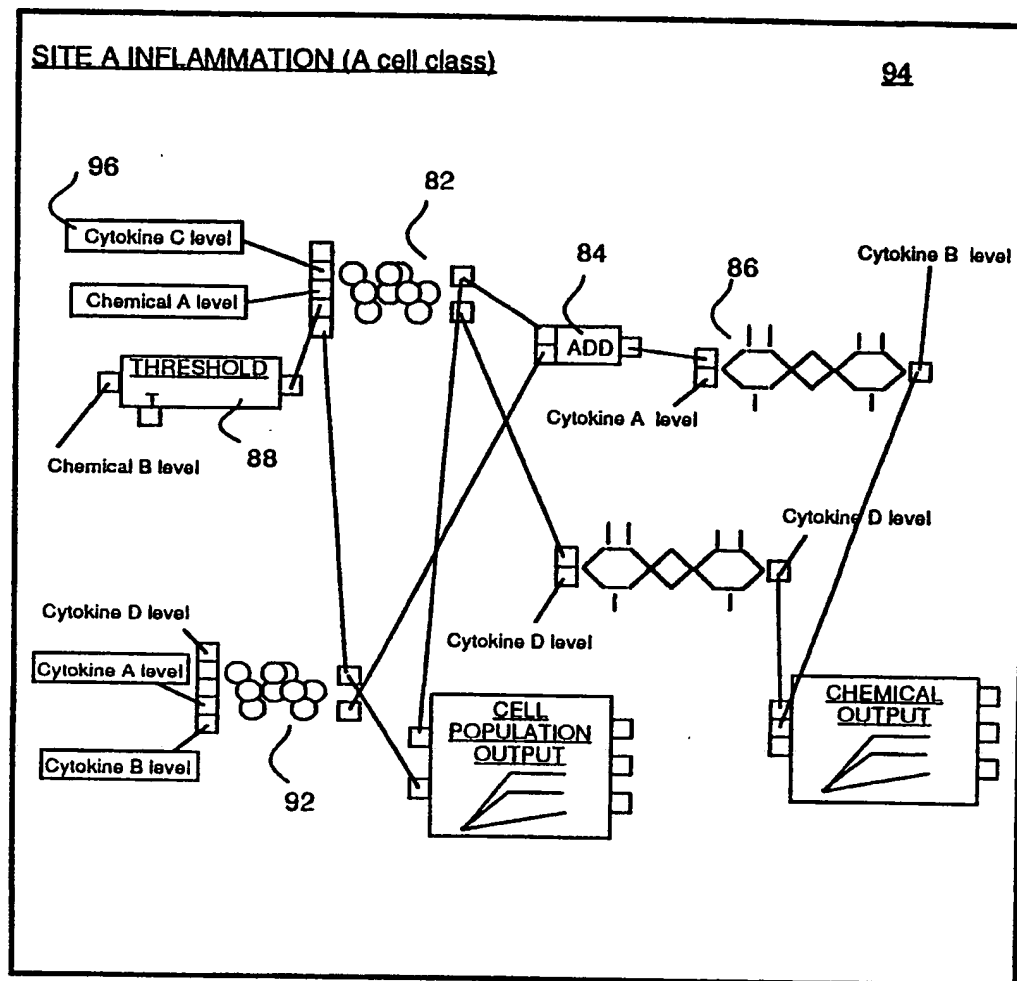 SITE A INFLAMMATION (A cell class)
94
96
82
Cytokine C level
84
86
Cytokine B level
Chemical A level
ADD
THRESHOLD
T
Cytokine A level
Chemical B level
88
Cytokine D level
Cytokine D level
Cytokine D level
Cytokine A level
CELL
POPULATION
OUTPUT
CHEMICAL
OUTPUT
Cytokine B level
92